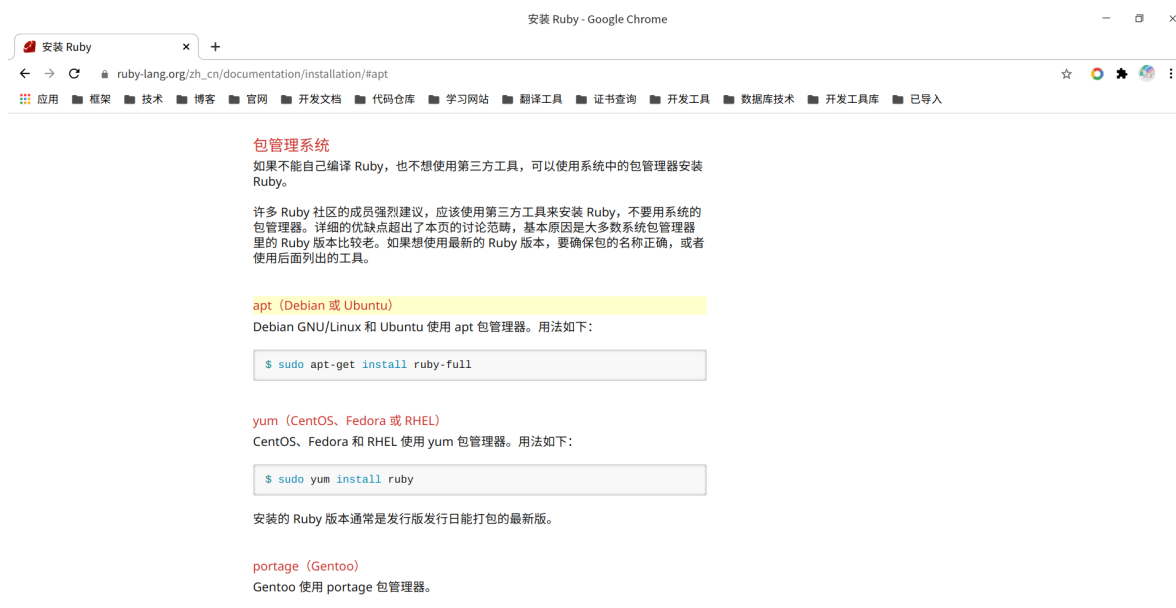 安装 Ruby - Google Chrome
安装 Ruby
ruby-lang.org/zh_cn/documentation/installation/#apt
应用 框架 技术 博客 官网 开发文档 代码仓库 学习网站 翻译工具 证书查询 开发工具 数据库技术 开发工具库 已导入
包管理系统
如果不能自己编译 Ruby，也不想使用第三方工具，可以使用系统中的包管理器安装
Ruby。
许多 Ruby 社区的成员强烈建议，应该使用第三方工具来安装 Ruby，不要用系统的
包管理器。详细的优缺点超出了本页的讨论范畴，基本原因是大多数系统包管理器
里的 Ruby 版本比较老。如果想使用最新的 Ruby 版本，要确保包的名称正确，或者
使用后面列出的工具。
apt（Debian 或 Ubuntu）
Debian GNU/Linux 和 Ubuntu 使用 apt 包管理器。用法如下：
$ sudo apt-get install ruby-full
yum（CentOS、Fedora 或 RHEL）
CentOS、Fedora 和 RHEL 使用 yum 包管理器。用法如下：
$ sudo yum install ruby
安装的 Ruby 版本通常是发行版发行日能打包的最新版。
portage（Gentoo）
Gentoo 使用 portage 包管理器。